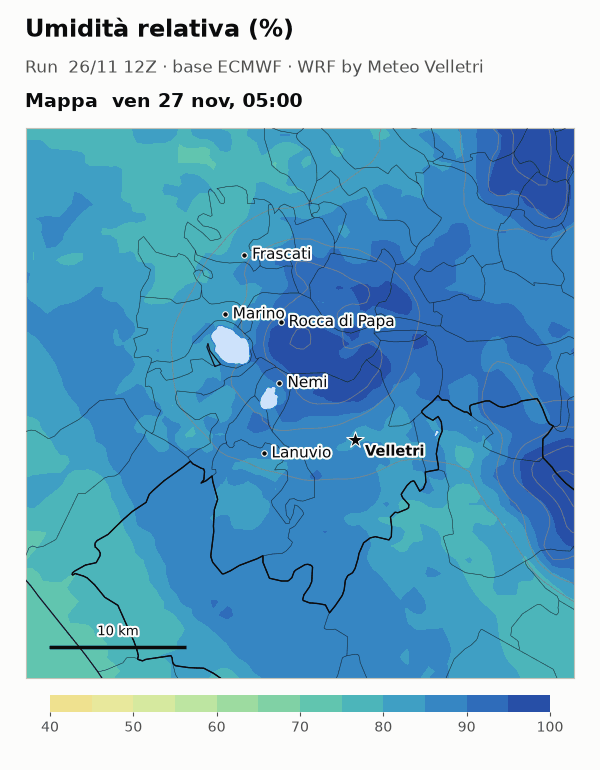 Umidità relativa (%)
Run  26/11 12Z · base ECMWF · WRF by Meteo Velletri
Mappa  ven 27 nov, 05:00
Frascati
Marino
Rocca di Papa
Nemi
Velletri
Lanuvio
10 km
40 50 60 70 80 90 100